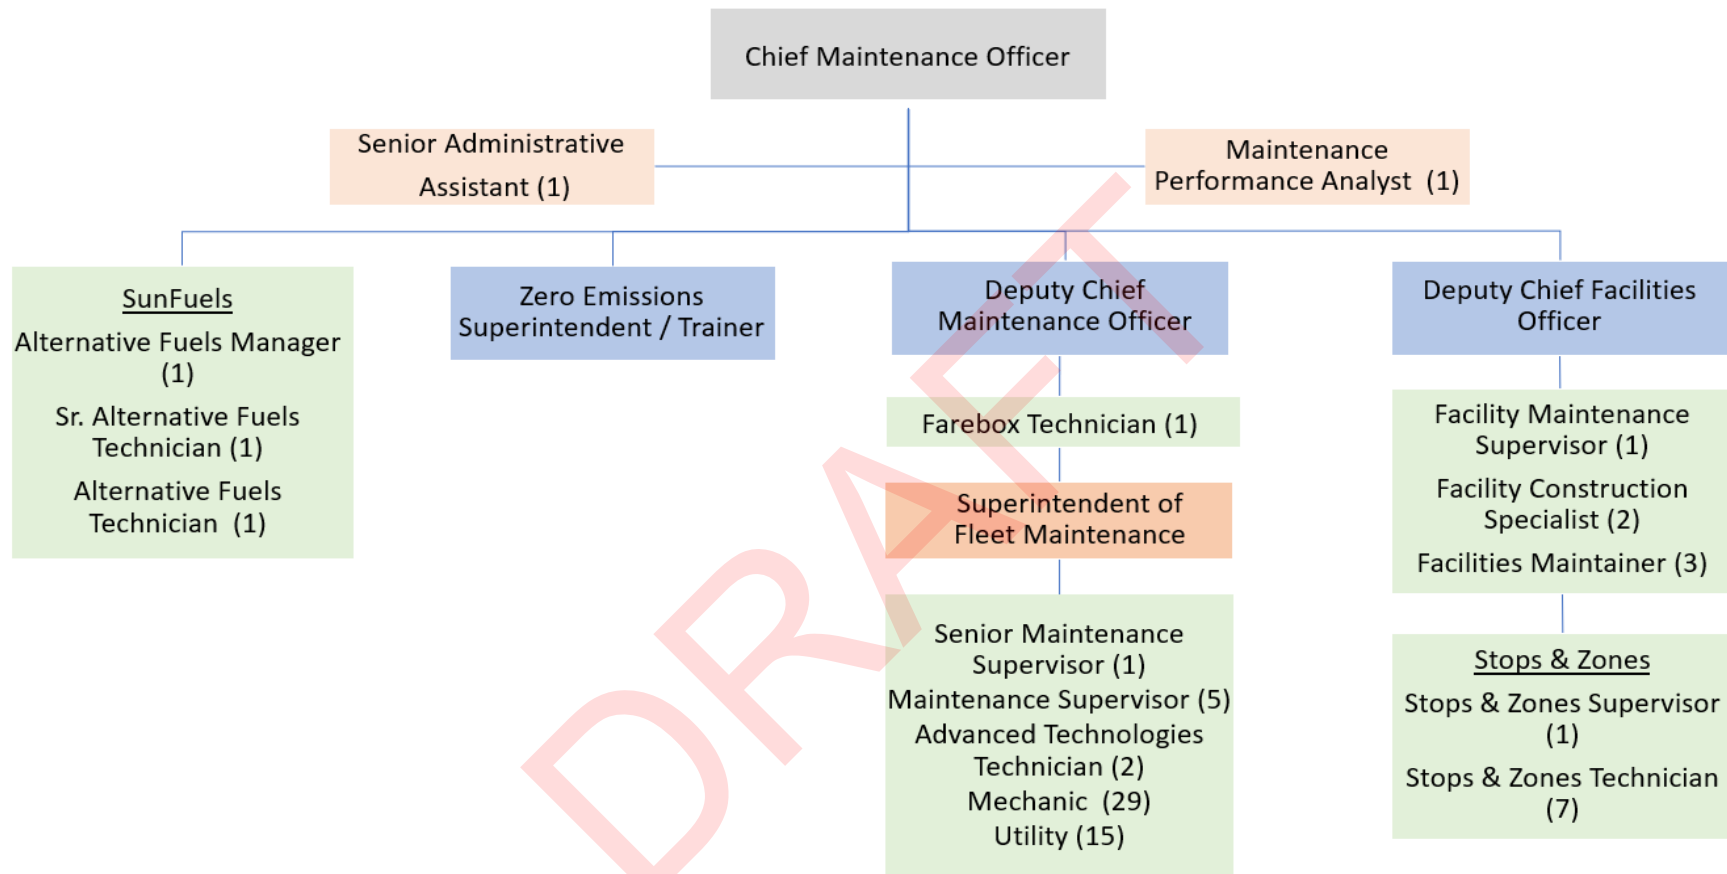 Chief Maintenance Officer
Senior Administrative
Assistant (1)
Maintenance
Performance Analyst (1)
SunFuels
Alternative Fuels Manager
(1)
Sr. Alternative Fuels
Technician (1)
Alternative Fuels
Technician (1)
Zero Emissions
Superintendent / Trainer
Deputy Chief
Maintenance Officer
Farebox Technician (1)
Superintendent of
Fleet Maintenance
Senior Maintenance
Supervisor (1)
Maintenance Supervisor (5)
Advanced Technologies
Technician (2)
Mechanic (29)
Utility (15)
Deputy Chief Facilities
Officer
Facility Maintenance
Supervisor (1)
Facility Construction
Specialist (2)
Facilities Maintainer (3)
Stops & Zones
Stops & Zones Supervisor
(1)
Stops & Zones Technician
(7)
DRAFT